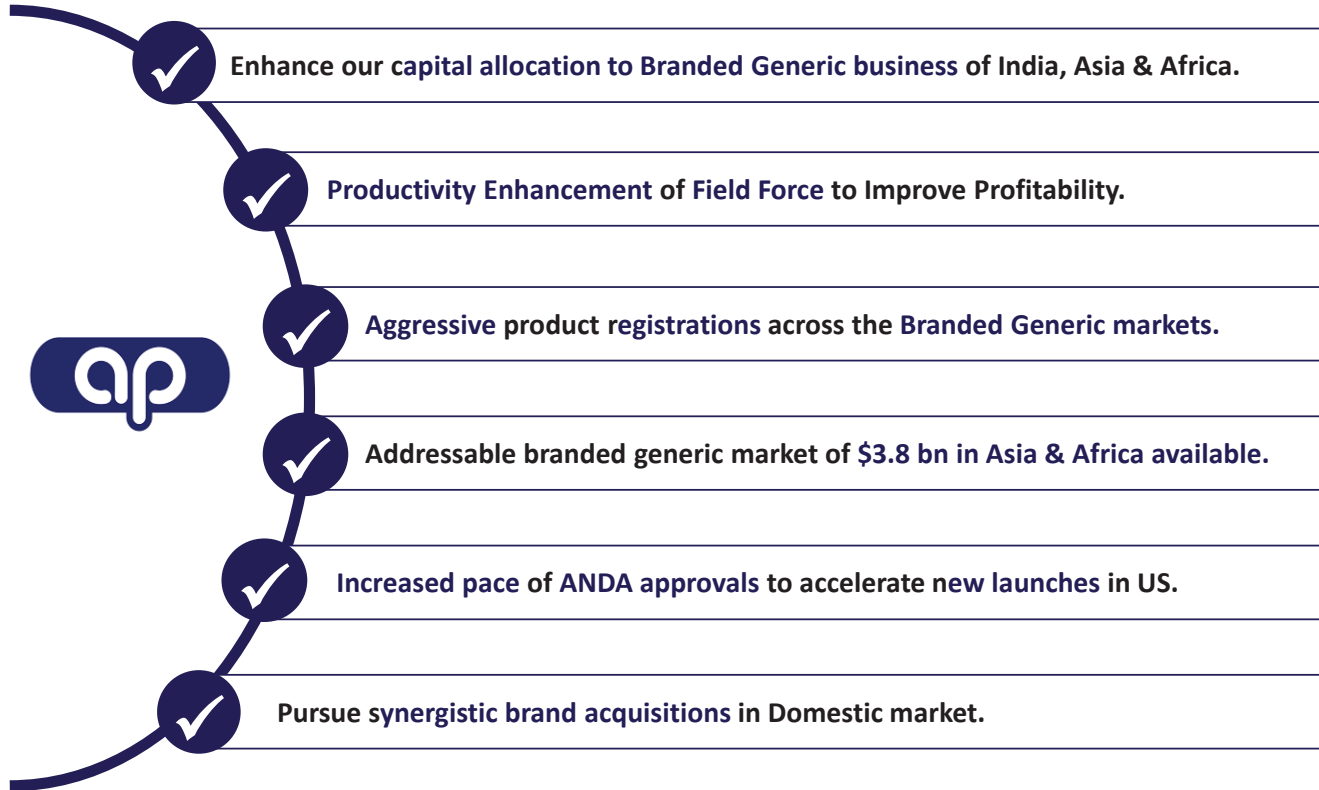 Enhance our capital allocation to Branded Generic business of India, Asia & Africa.
Productivity Enhancement of Field Force to Improve Profitability.
Aggressive product registrations across the Branded Generic markets.
ap
Addressable branded generic market of $3.8 bn in Asia & Africa available.
Increased pace of ANDA approvals to accelerate new launches in US.
Pursue synergistic brand acquisitions in Domestic market.